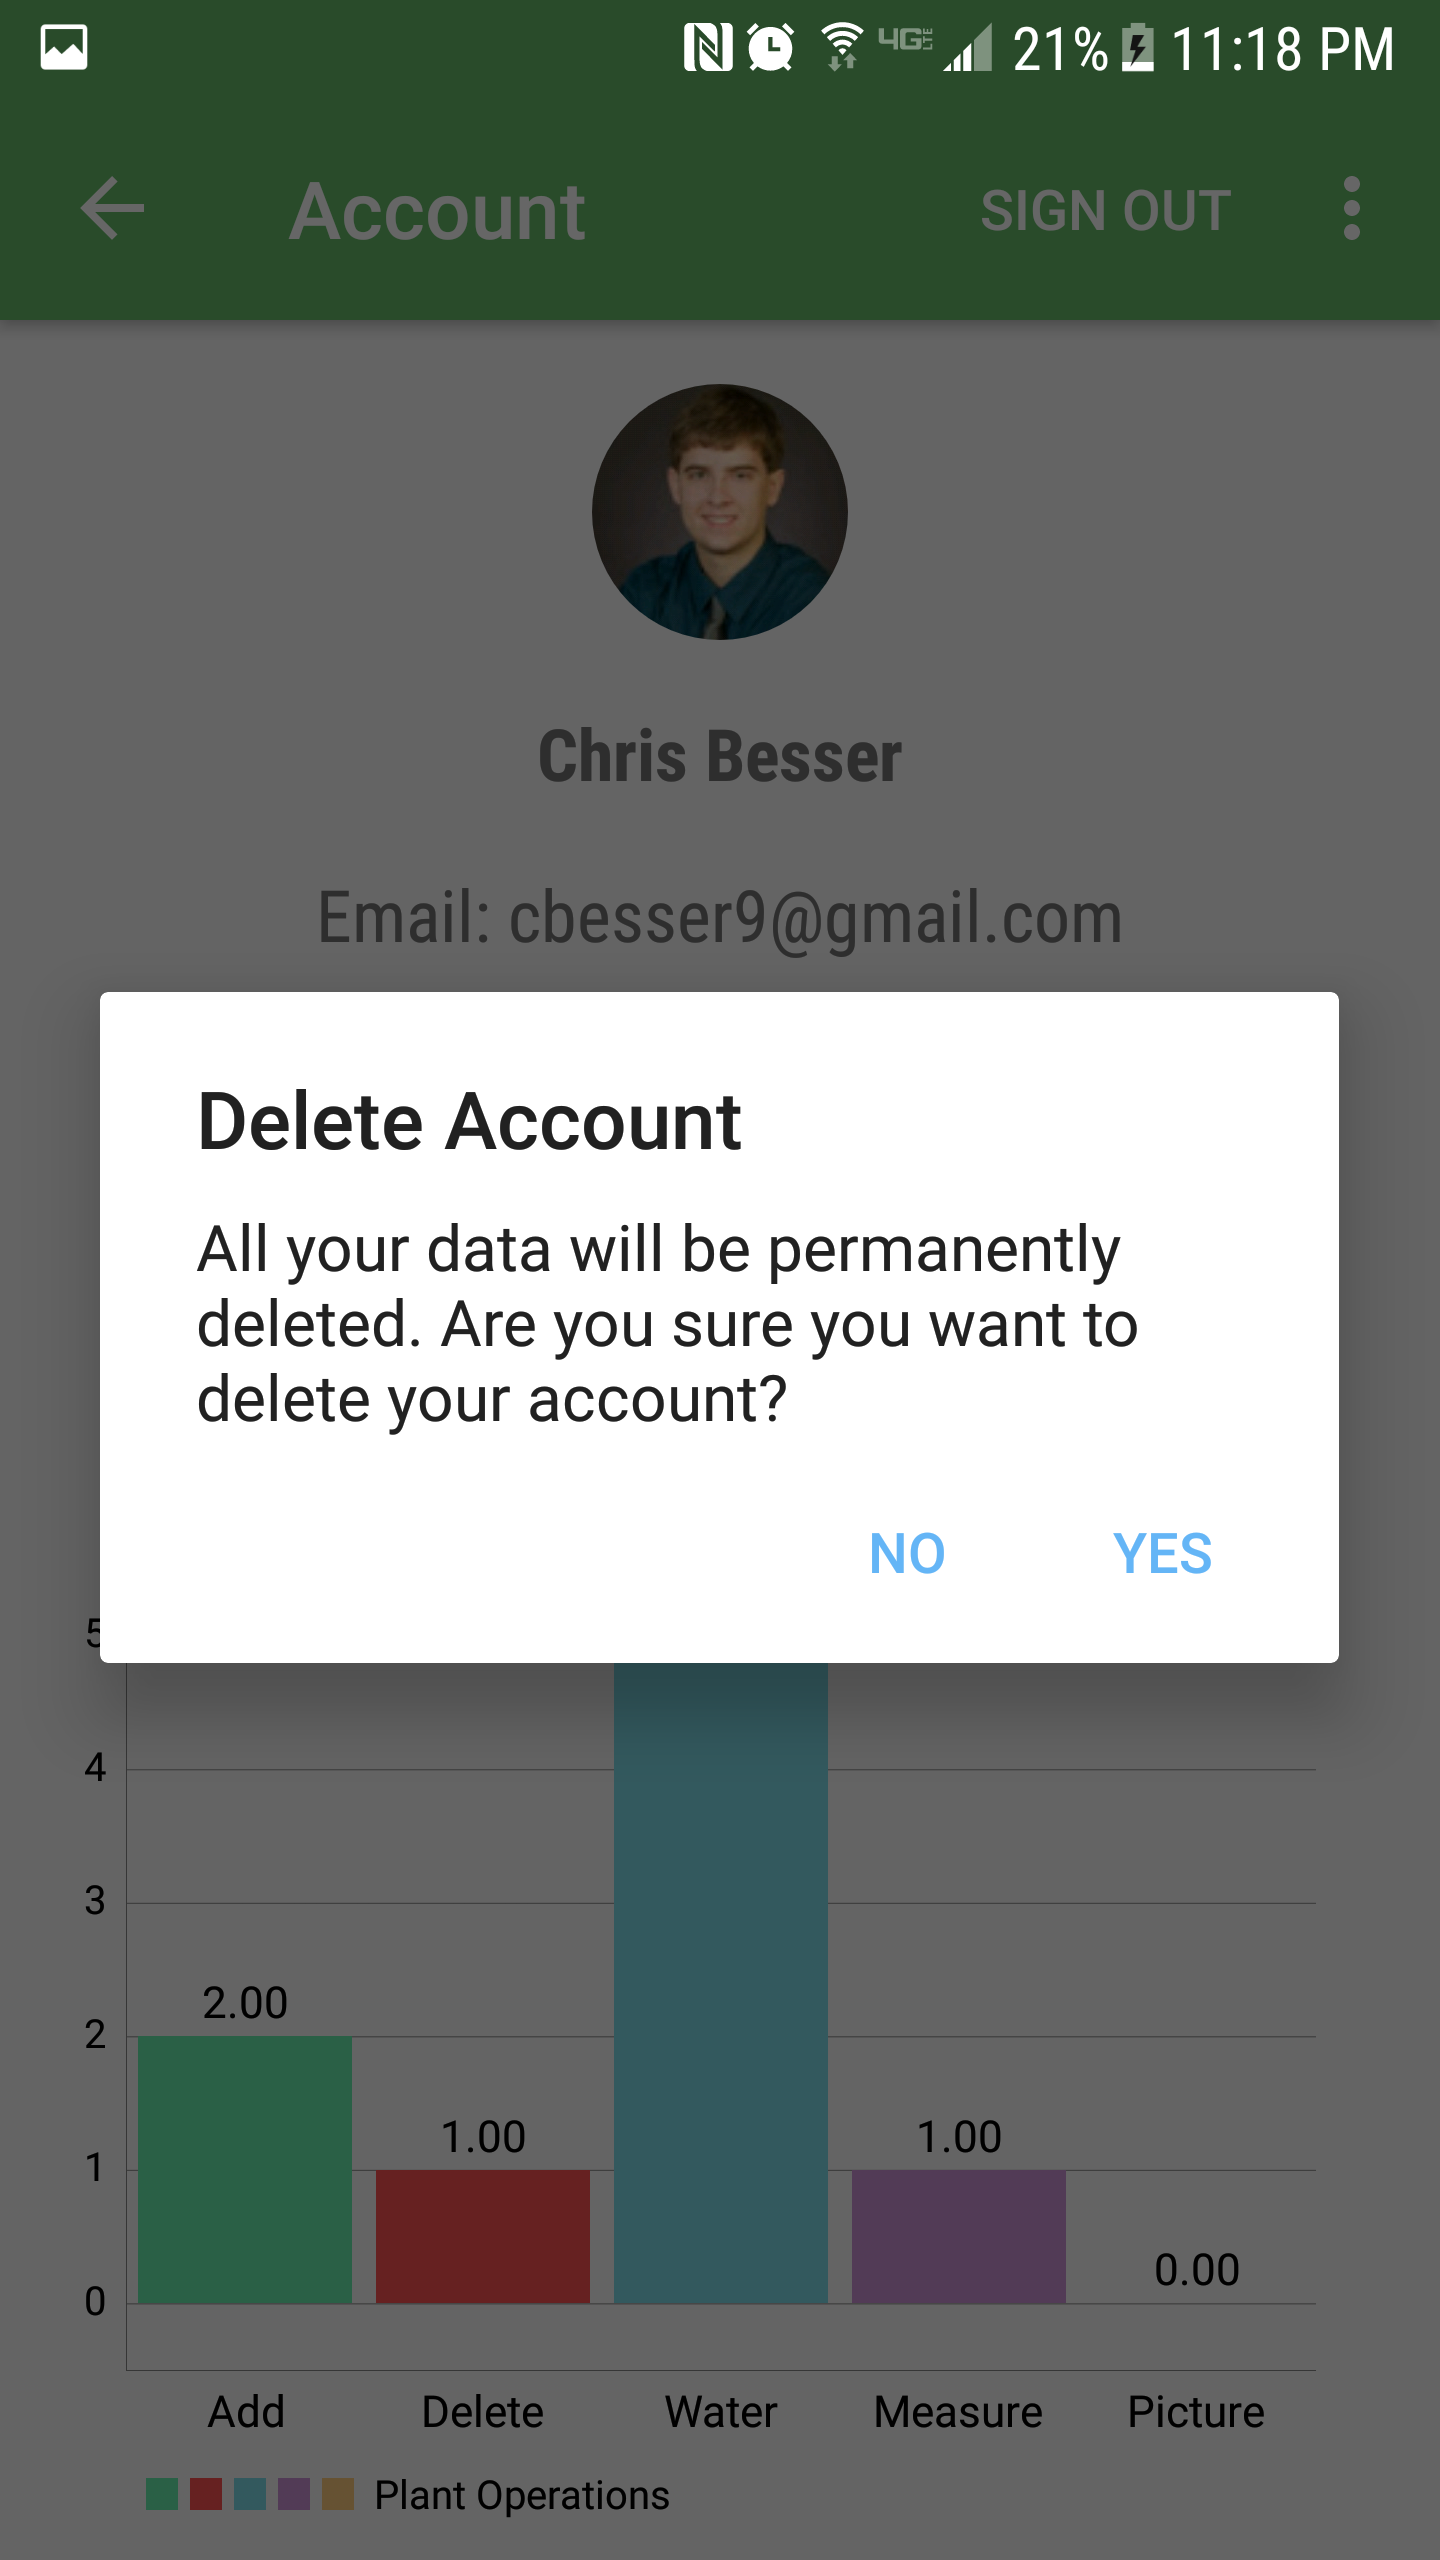 4G LTE 21% 11:18 PM
Account SIGN OUT
Chris Besser
Email: cbesser9@gmail.com
Delete Account
All your data will be permanently
deleted. Are you sure you want to
delete your account?
NO YES
5
4
3
2.00
2
1.00 1.00
1
0.00
0
Add Delete Water Measure Picture
Plant Operations